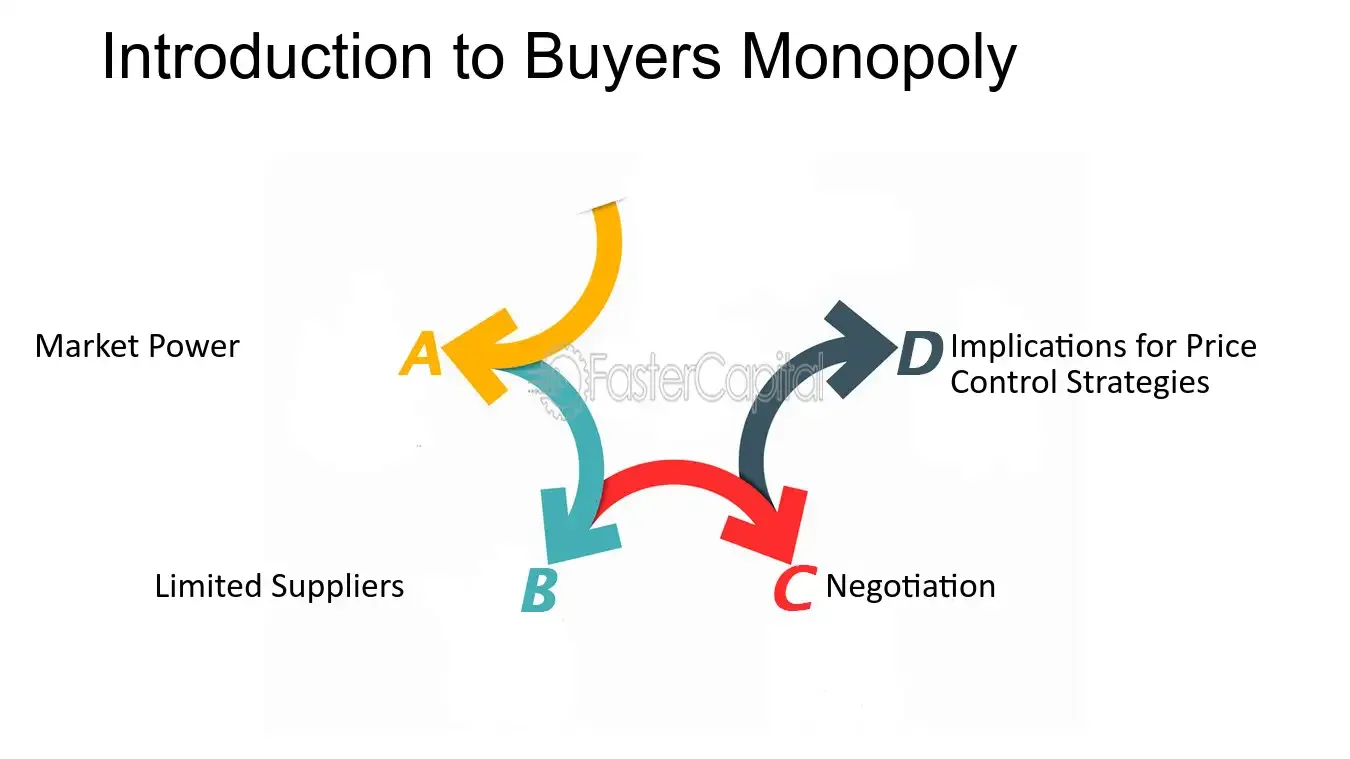 Introduction to Buyers Monopoly
Market Power
A
FasterCapital
D
Implications for Price
Control Strategies
Limited Suppliers
B
C
Negotiation